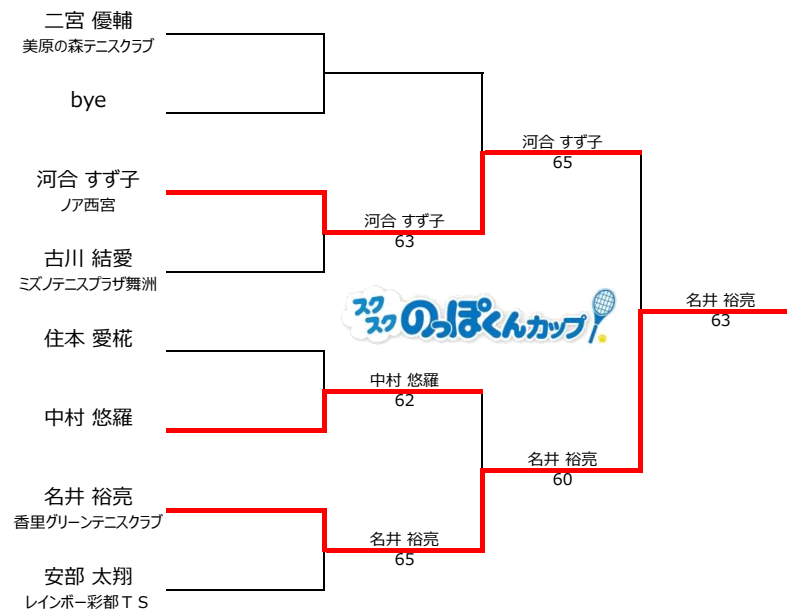 二宮 優輔
美原の森テニスクラブ
bye
河合 すず子
ノア西宮
古川 結愛
ミズノテニスプラザ舞洲
住本 愛椛
中村 悠羅
名井 裕亮
香里グリーンテニスクラブ
安部 太翔
レインボー彩都ＴＳ
河合 すず子
63
中村 悠羅
62
名井 裕亮
65
河合 すず子
65
名井 裕亮
60
スクスクのっぽくんカップ
名井 裕亮
63